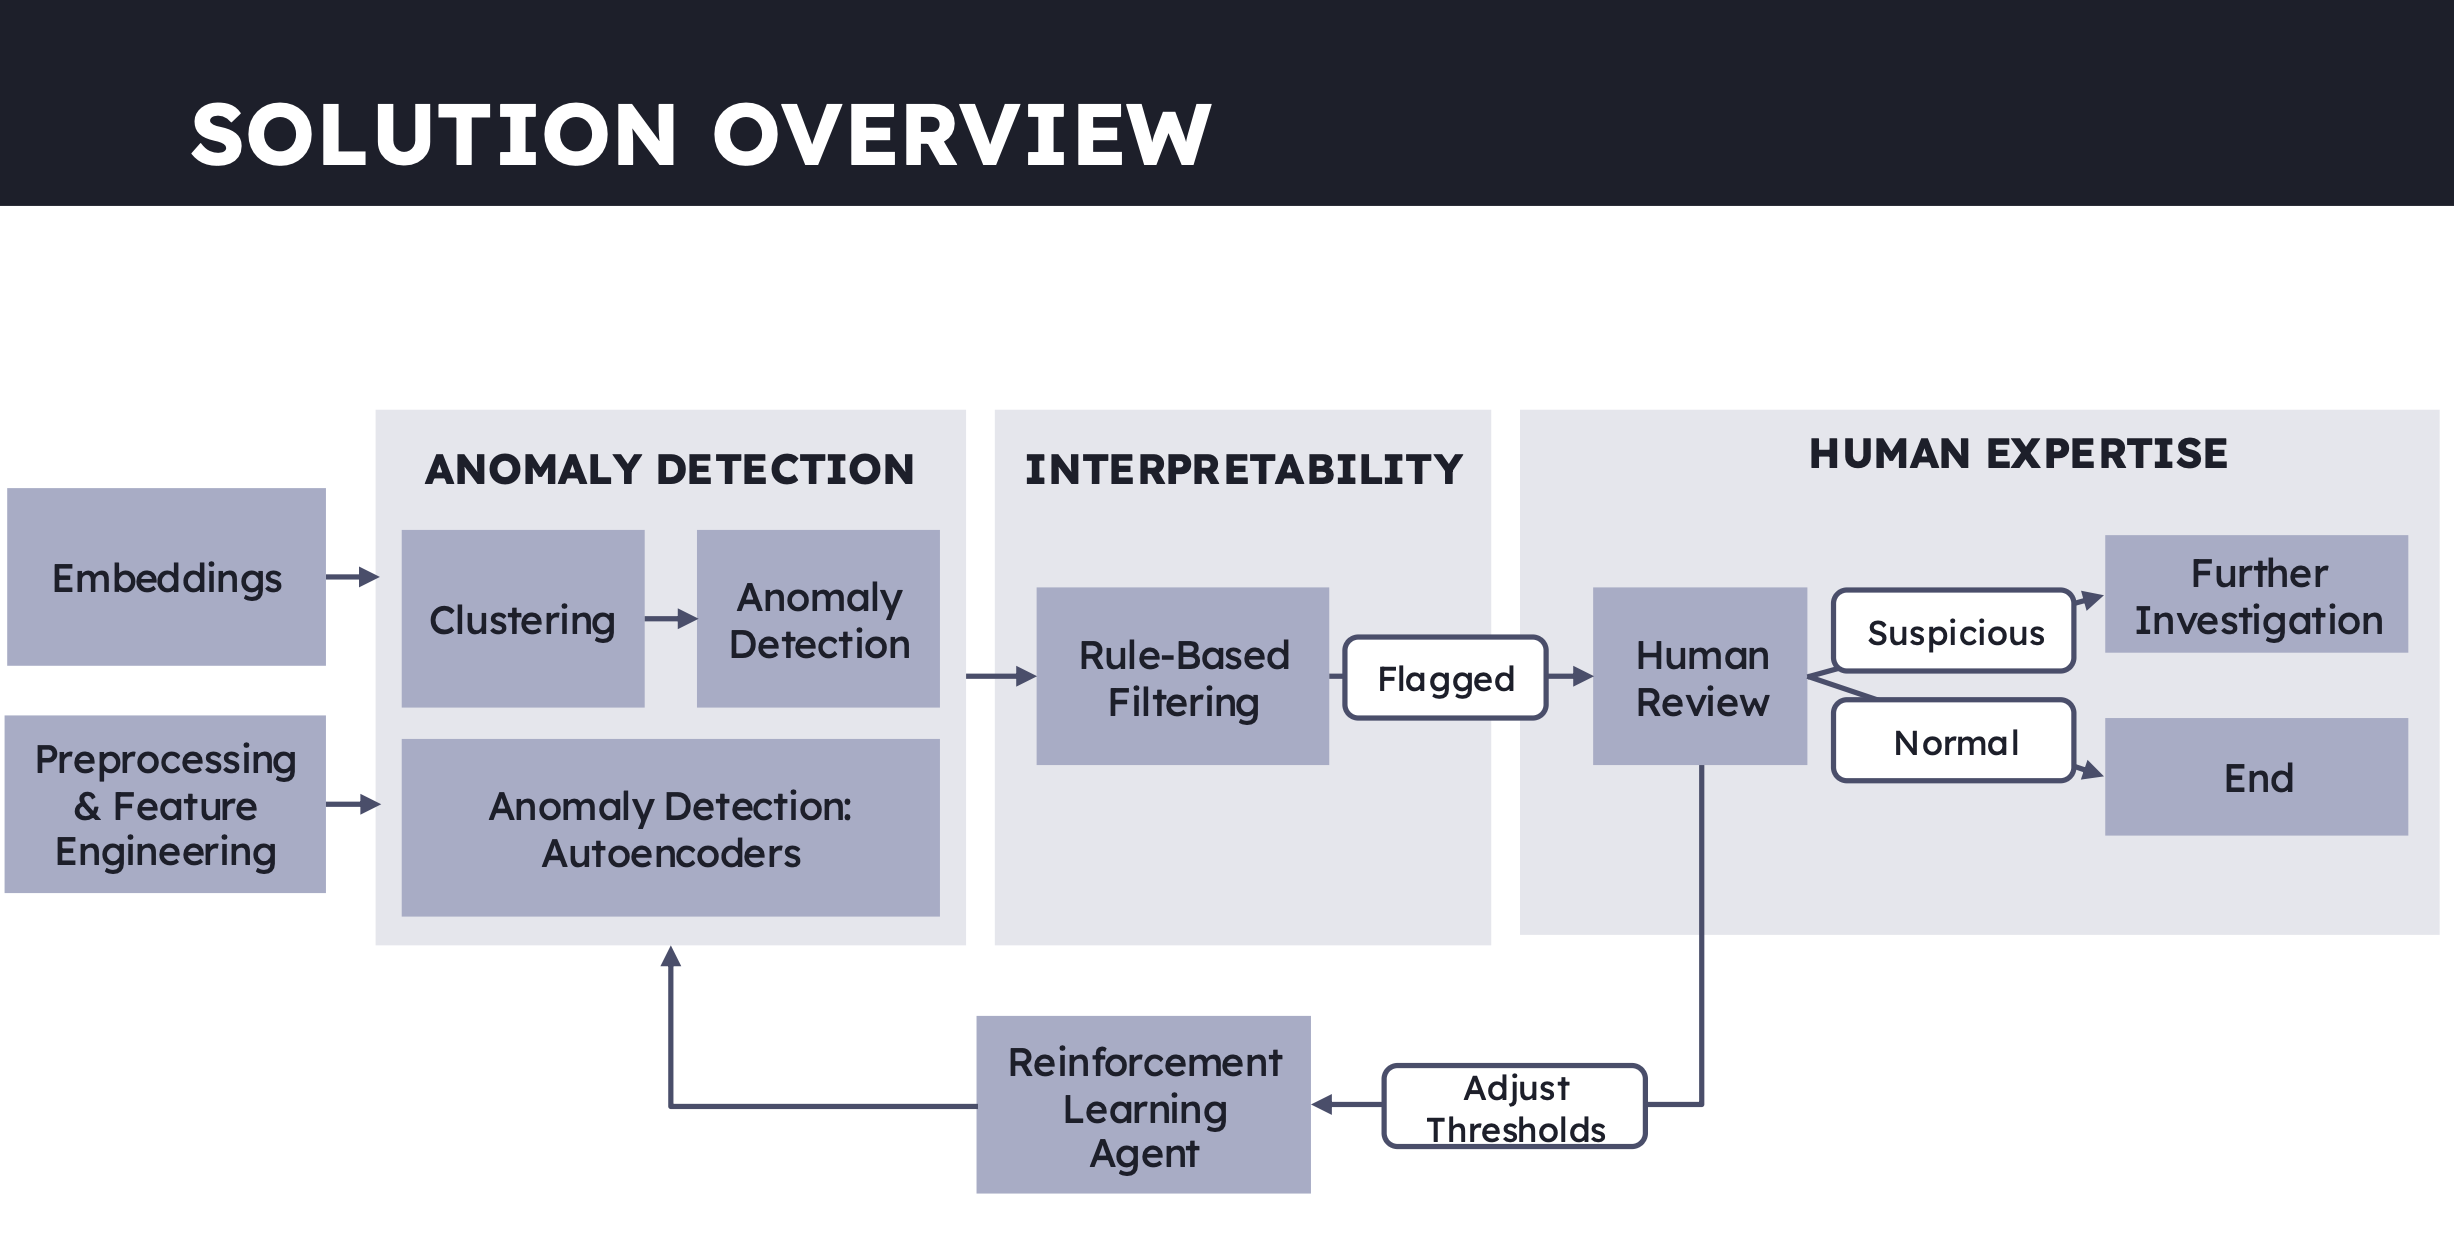 SOLUTION OVERVIEW
Embeddings
Preprocessing
& Feature
Engineering
ANOMALY DETECTION
Clustering
Anomaly
Detection
Anomaly Detection:
Autoencoders
INTERPRETABILITY
Rule-Based
Filtering
Flagged
HUMAN EXPERTISE
Human
Review
Suspicious
Normal
Further
Investigation
End
Reinforcement
Learning
Agent
Adjust
Thresholds